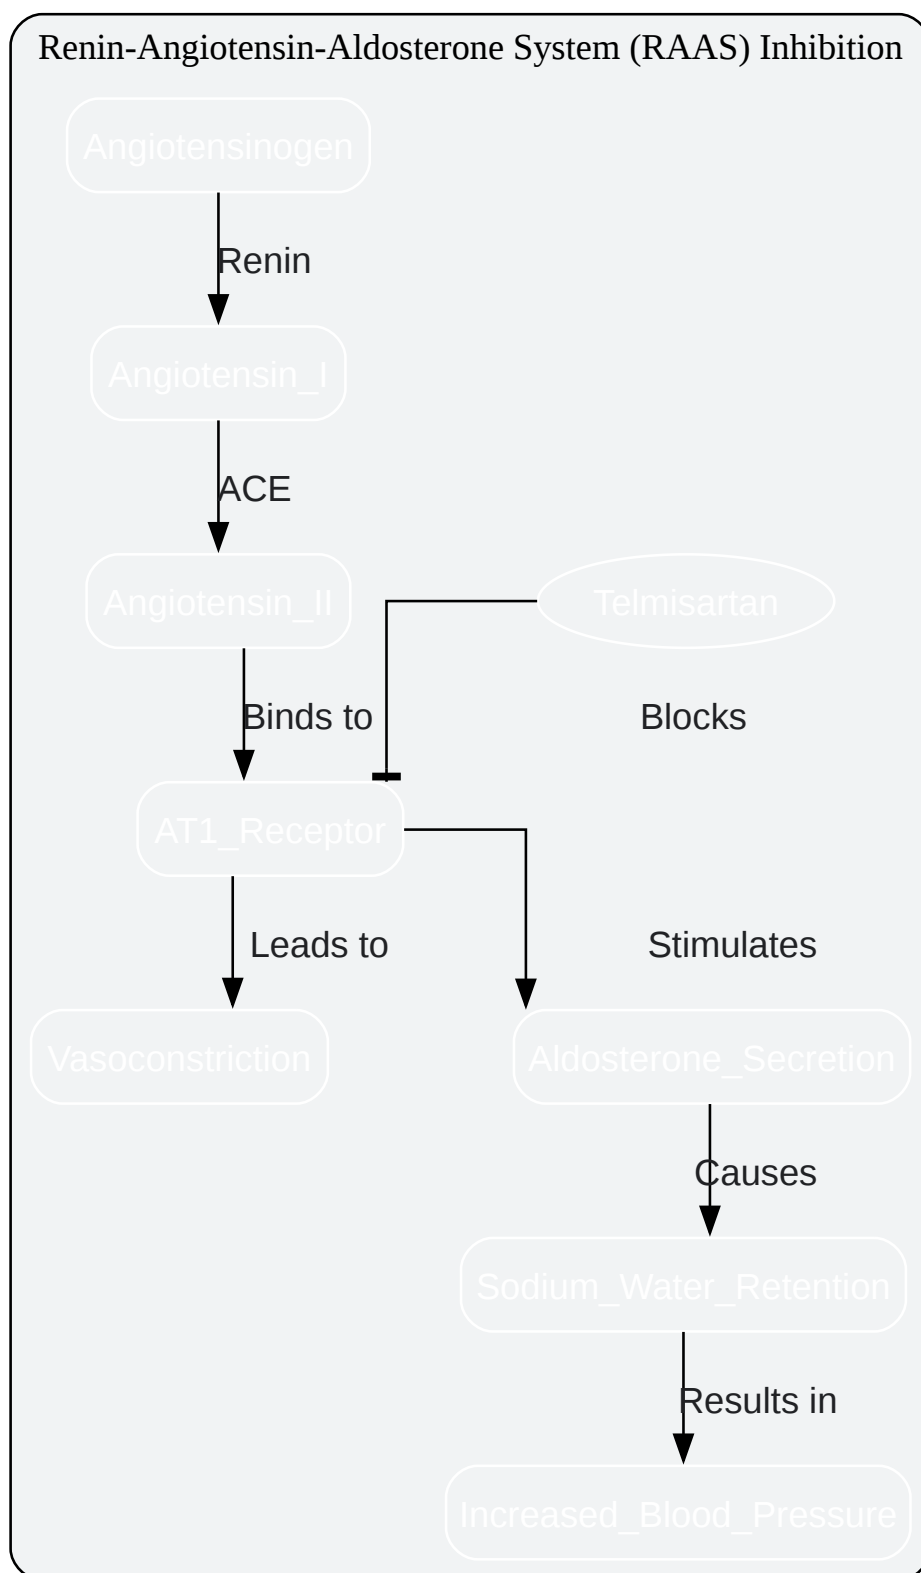 Renin-Angiotensin-Aldosterone System (RAAS) Inhibition
Angiotensinogen
Renin
Angiotensin_I
ACE
Angiotensin_II
Telmisartan
Binds to
Blocks
AT1_Receptor
Leads to
Stimulates
Vasoconstriction
Aldosterone_Secretion
Causes
Sodium_Water_Retention
Results in
Increased_Blood_Pressure